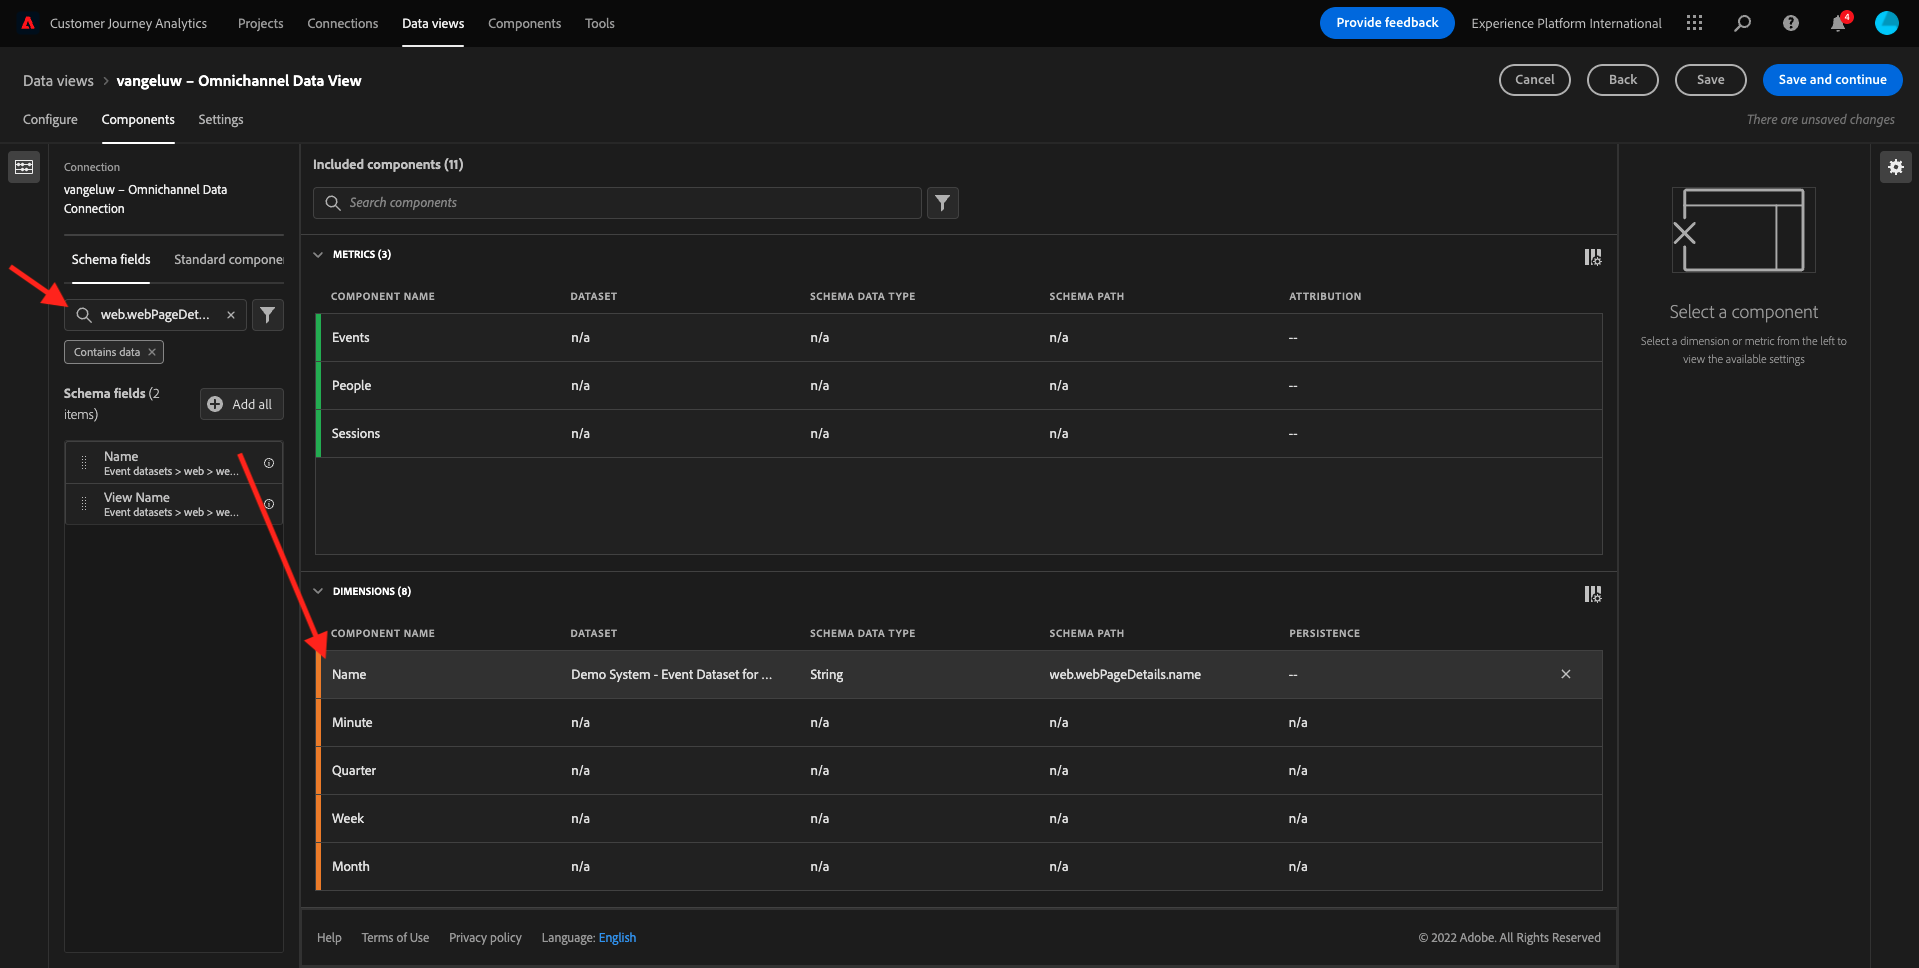 Customer Journey Analytics Projects Connections Data views Components Tools Provide feedback Experience Platform International 4
Data views > vangeluw – Omnichannel Data View Cancel Back Save Save and continue
Configure Components Settings There are unsaved changes
Connection
vangeluw – Omnichannel Data
Connection
Schema fields Standard compone
web.webPageDet...
Contains data
Schema fields (2
items)
Add all
Name
Event datasets > web > we...
View Name
Event datasets > web > we...
Included components (11)
Search components
METRICS (3)
COMPONENT NAME DATASET SCHEMA DATA TYPE SCHEMA PATH ATTRIBUTION
Events n/a n/a n/a --
People n/a n/a n/a --
Sessions n/a n/a n/a --
DIMENSIONS (8)
COMPONENT NAME DATASET SCHEMA DATA TYPE SCHEMA PATH PERSISTENCE
Name Demo System - Event Dataset for ... String web.webPageDetails.name --
Minute n/a n/a n/a n/a
Quarter n/a n/a n/a n/a
Week n/a n/a n/a n/a
Month n/a n/a n/a n/a
Select a component
Select a dimension or metric from the left to
view the available settings
Help Terms of Use Privacy policy Language: English © 2022 Adobe. All Rights Reserved